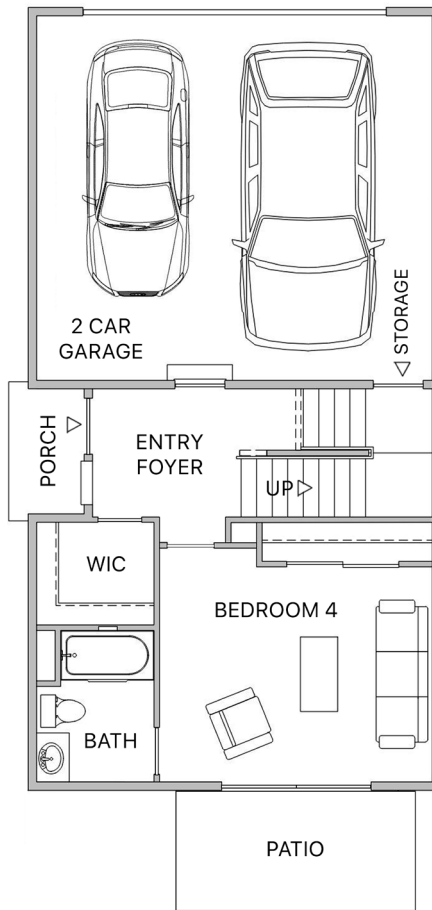 2 CAR
GARAGE
STORAGE
PORCH
ENTRY
FOYER
UP
WIC
BEDROOM 4
BATH
PATIO